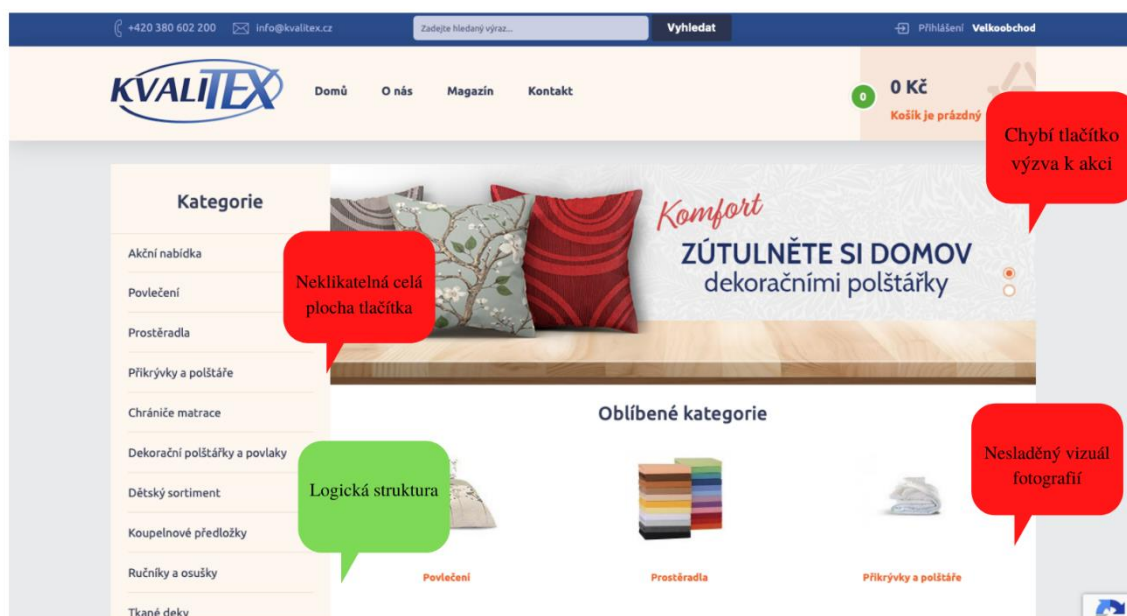 +420 380 602 200 info@kvalitex.cz Zadejte hledaný výraz... Vyhledat Přihlášení Velkoobchod
KVALITEX Domů O nás Magazín Kontakt
0 0 Kč
Košík je prázdný
Chybí tlačítko
výzva k akci
Kategorie
Akční nabídka
Povlečení
Prostěradla
Přikrývky a polštáře
Chrániče matrace
Dekorační polštářky a povlaky
Dětský sortiment
Koupelnové předložky
Ručníky a osušky
Tkané deky
Neklikatelná celá
plocha tlačítka
Logická struktura
Komfort
ZÚTULNĚTE SI DOMOV
dekoračními polštářky
Oblíbené kategorie
Nesladěný vizuál
fotografií
Povlečení Prostěradla Přikrývky a polštáře